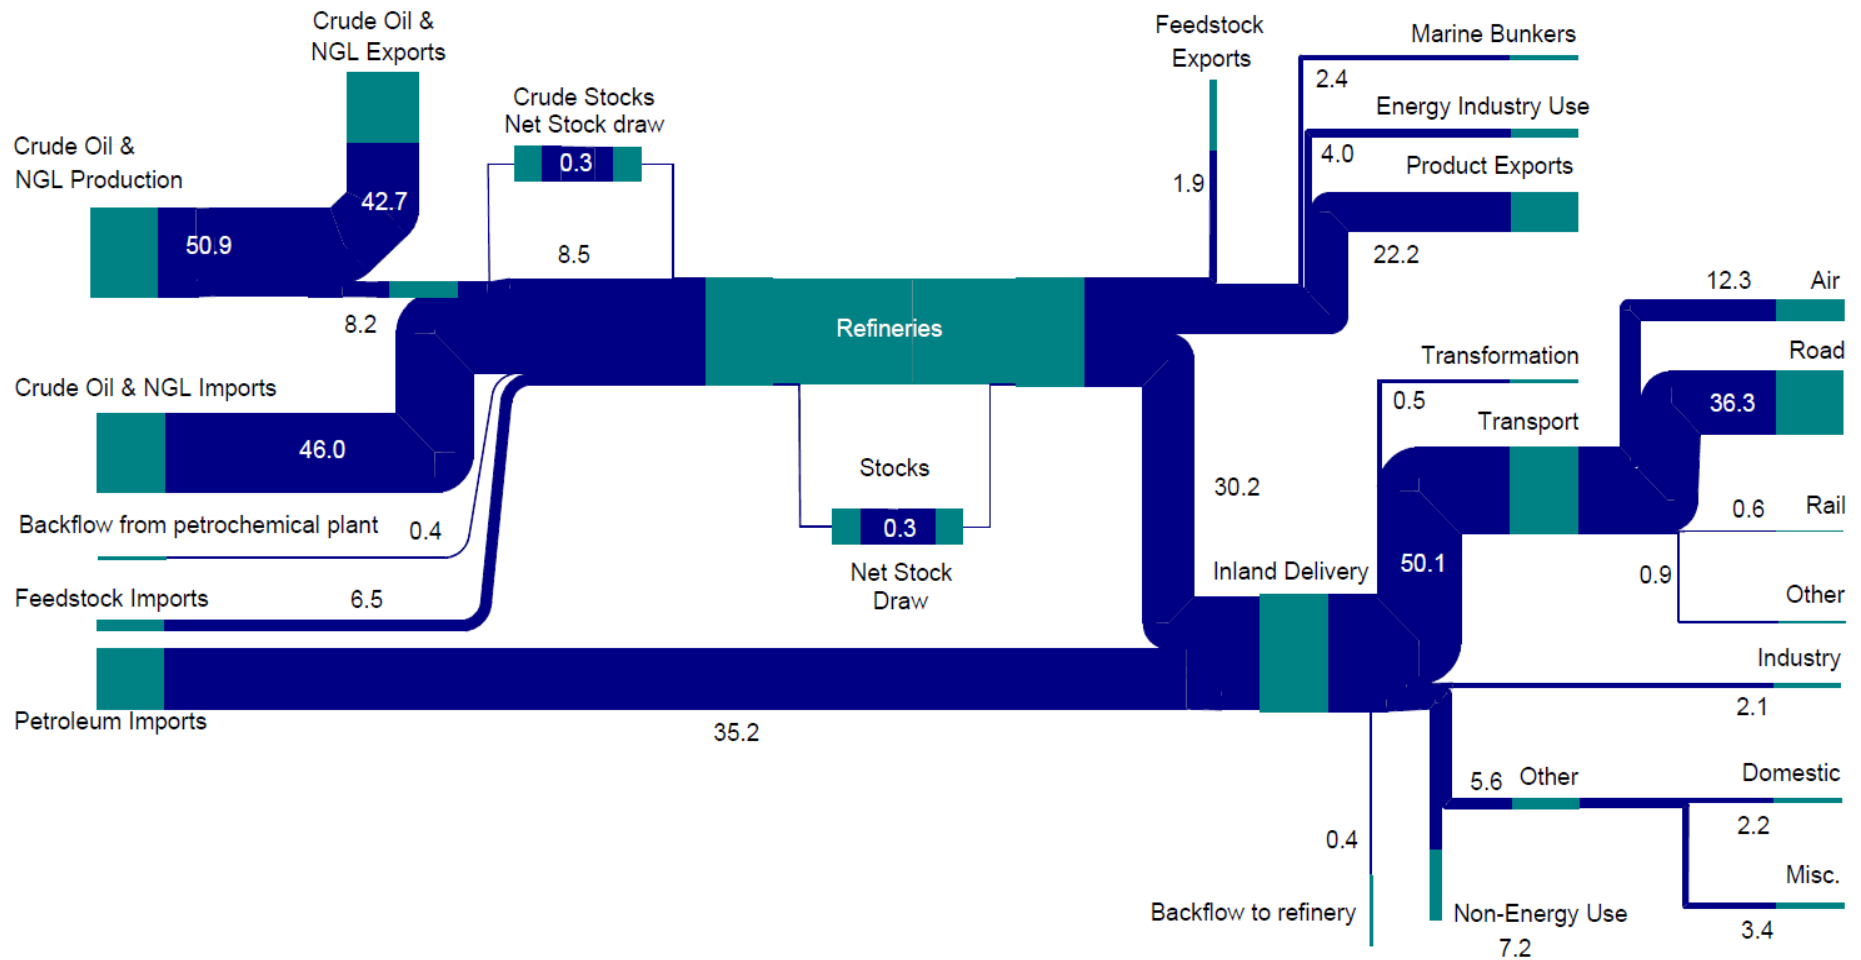 Crude Oil &
NGL Exports
Feedstock
Exports
Marine Bunkers
2.4
Crude Stocks
Net Stock draw
0.3
Energy Industry Use
4.0
Crude Oil &
NGL Production
50.9
42.7
1.9
Product Exports
22.2
8.5
8.2
12.3
Air
Refineries
Transformation
0.5
Road
36.3
Crude Oil & NGL Imports
46.0
Transport
Stocks
0.3
Net Stock
Draw
30.2
0.6
Rail
Backflow from petrochemical plant
0.4
Inland Delivery
50.1
0.9
Other
Feedstock Imports
6.5
Industry
2.1
Petroleum Imports
35.2
5.6
Other
Domestic
2.2
0.4
Misc.
3.4
Backflow to refinery
Non-Energy Use
7.2